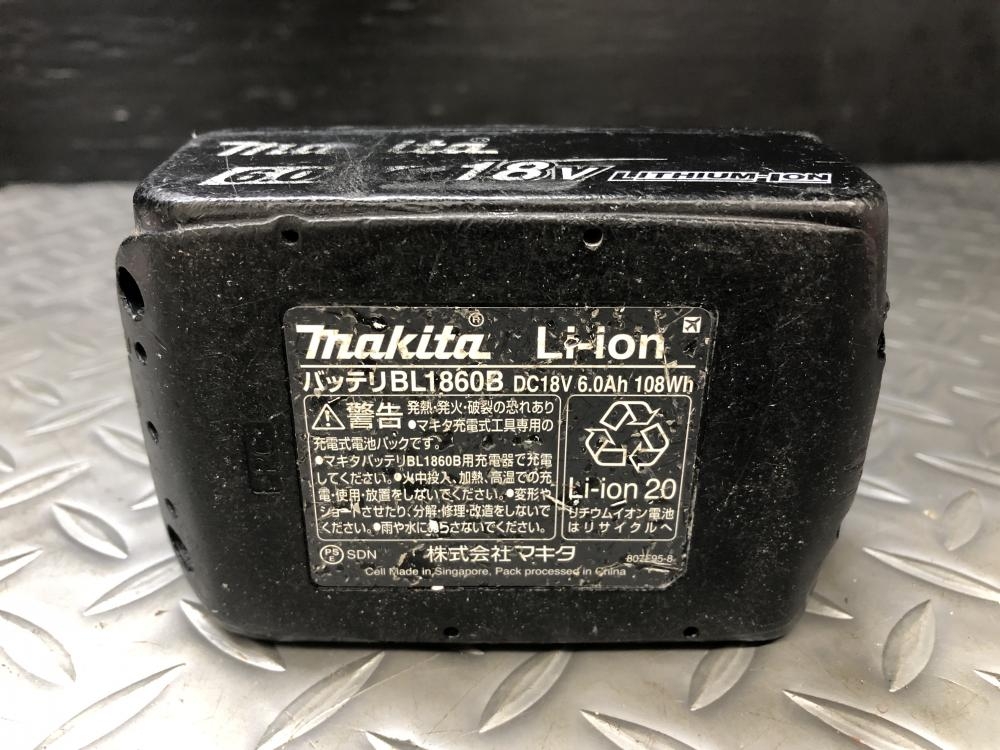 makita
6.0 18V LITHIUM-ION
makita® Li-ion
バッテリBL1860B DC18V 6.0Ah 108Wh
警告 発熱・発火・破裂の恐れあり
●マキタ充電式工具専用の
充電式電池パックです。
●マキタバッテリBL1860B用充電器で充電
してください。●火中投入、加熱、高温での充
電・使用・放置をしないでください。●変形や
ショートさせたり、分解・修理・改造をしないで
ください。●雨や水にぬらさないでください。
Li-ion 20
リチウムイオン電池
はリサイクルへ
PS
E SDN 株式会社 マキタ
Cell Made in Singapore, Pack processed in China